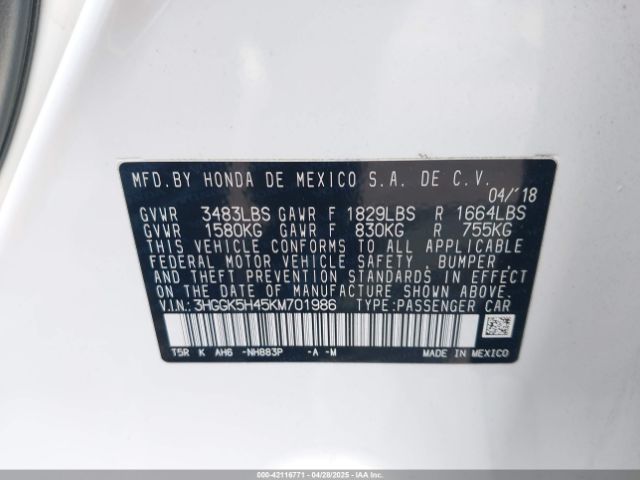 MFD.BY HONDA DE MEXICO S.A. DE C.V.
04/'18
GVWR 3483LBS GAWR F 1829LBS R 1664LBS
GVWR 1580KG GAWR F 830KG R 755KG
THIS VEHICLE CONFORMS TO ALL APPLICABLE
FEDERAL MOTOR VEHICLE SAFETY, BUMPER
AND THEFT PREVENTION STANDARDS IN EFFECT
ON THE DATE OF MANUFACTURE SHOWN ABOVE.
V.I.N.: 3HGGK5H45KM701986 TYPE:PASSENGER CAR
T5R K AH6 -NH883P -A -M MADE IN MEXICO
000-42116771 - 04/28/2025 - IAAI.COM